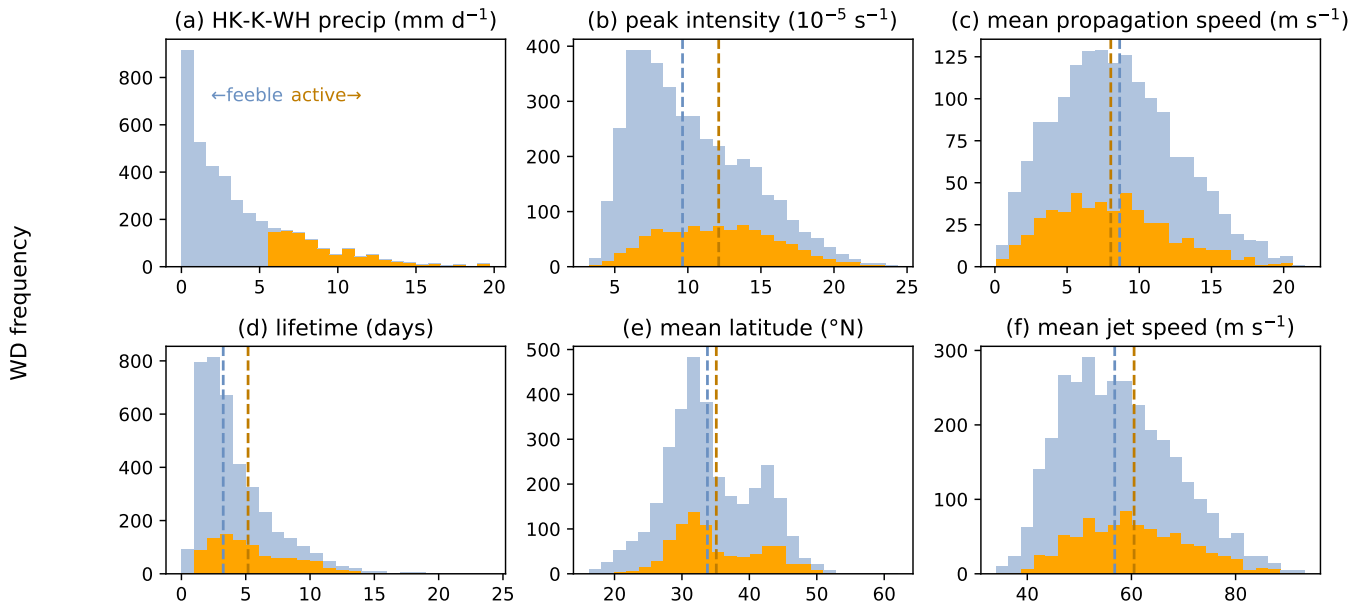 (a) HK-K-WH precip (mm d⁻¹)
(b) peak intensity (10⁻⁵ s⁻¹)
(c) mean propagation speed (m s⁻¹)
←feeble active→
800
600
400
200
0
0 5 10 15 20
400
300
200
100
0
5 10 15 20 25
125
100
75
50
25
0
0 5 10 15 20
WD frequency
(d) lifetime (days)
(e) mean latitude (°N)
(f) mean jet speed (m s⁻¹)
800
600
400
200
0
0 5 10 15 20 25
500
400
300
200
100
0
20 30 40 50 60
300
200
100
0
40 60 80